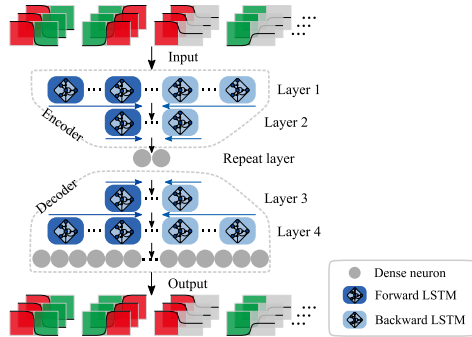 Input
Layer 1
Encoder
Layer 2
Repeat layer
Decoder
Layer 3
Layer 4
Output
Dense neuron
Forward LSTM
Backward LSTM